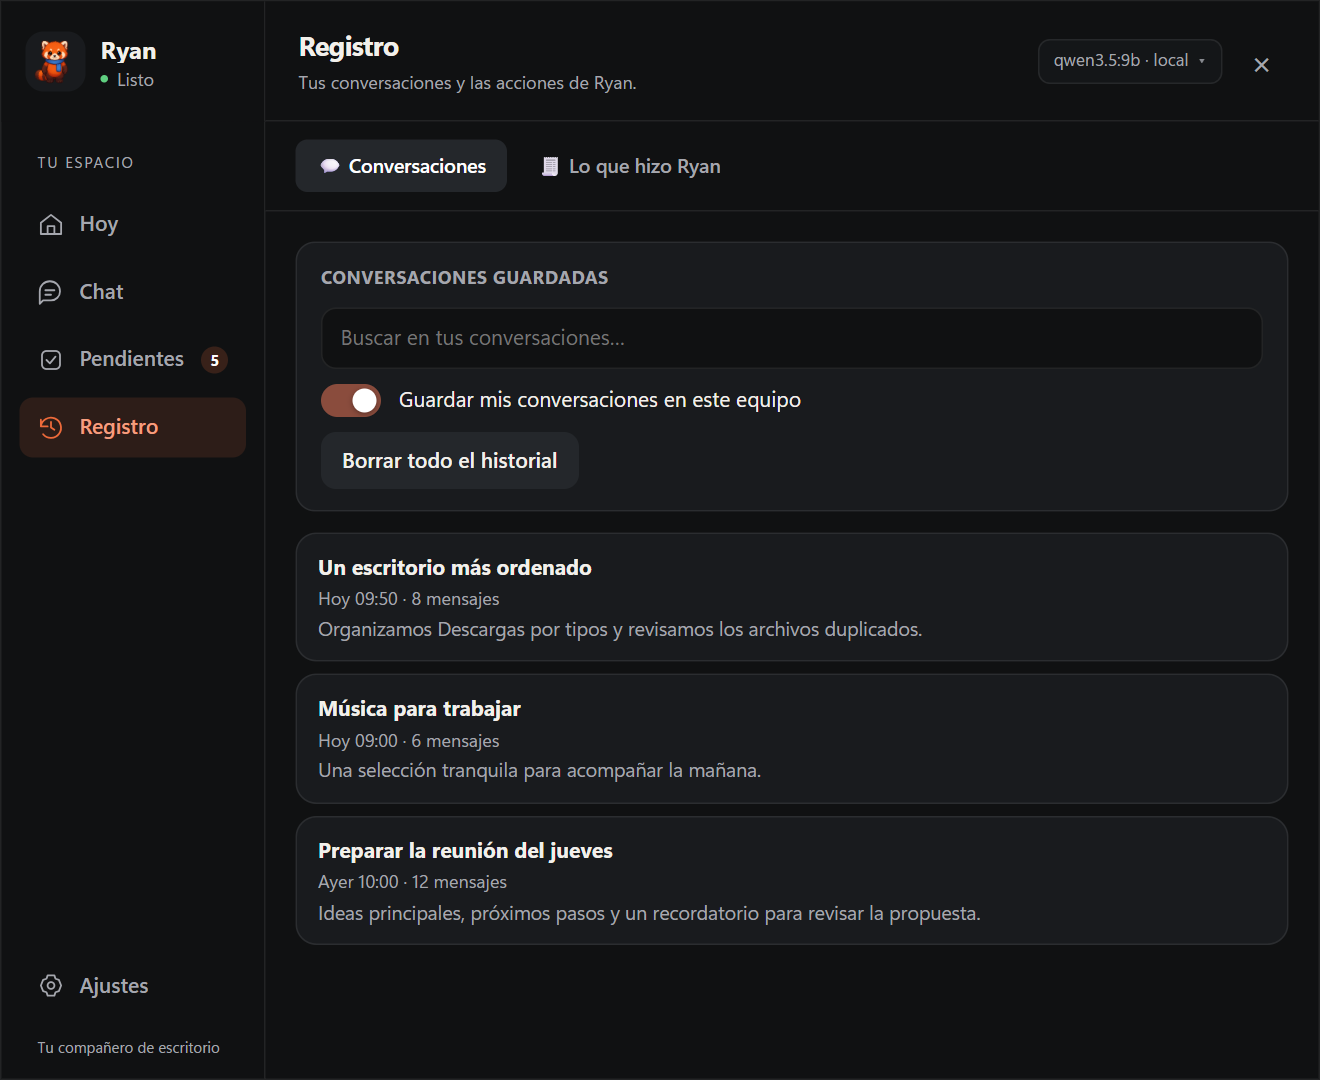 Ryan
Listo
TU ESPACIO
Hoy
Chat
Pendientes 5
Registro
Ajustes
Tu compañero de escritorio
Registro
Tus conversaciones y las acciones de Ryan.
qwen3.5:9b · local
Conversaciones
Lo que hizo Ryan
CONVERSACIONES GUARDADAS
Buscar en tus conversaciones...
Guardar mis conversaciones en este equipo
Borrar todo el historial
Un escritorio más ordenado
Hoy 09:50 · 8 mensajes
Organizamos Descargas por tipos y revisamos los archivos duplicados.
Música para trabajar
Hoy 09:00 · 6 mensajes
Una selección tranquila para acompañar la mañana.
Preparar la reunión del jueves
Ayer 10:00 · 12 mensajes
Ideas principales, próximos pasos y un recordatorio para revisar la propuesta.